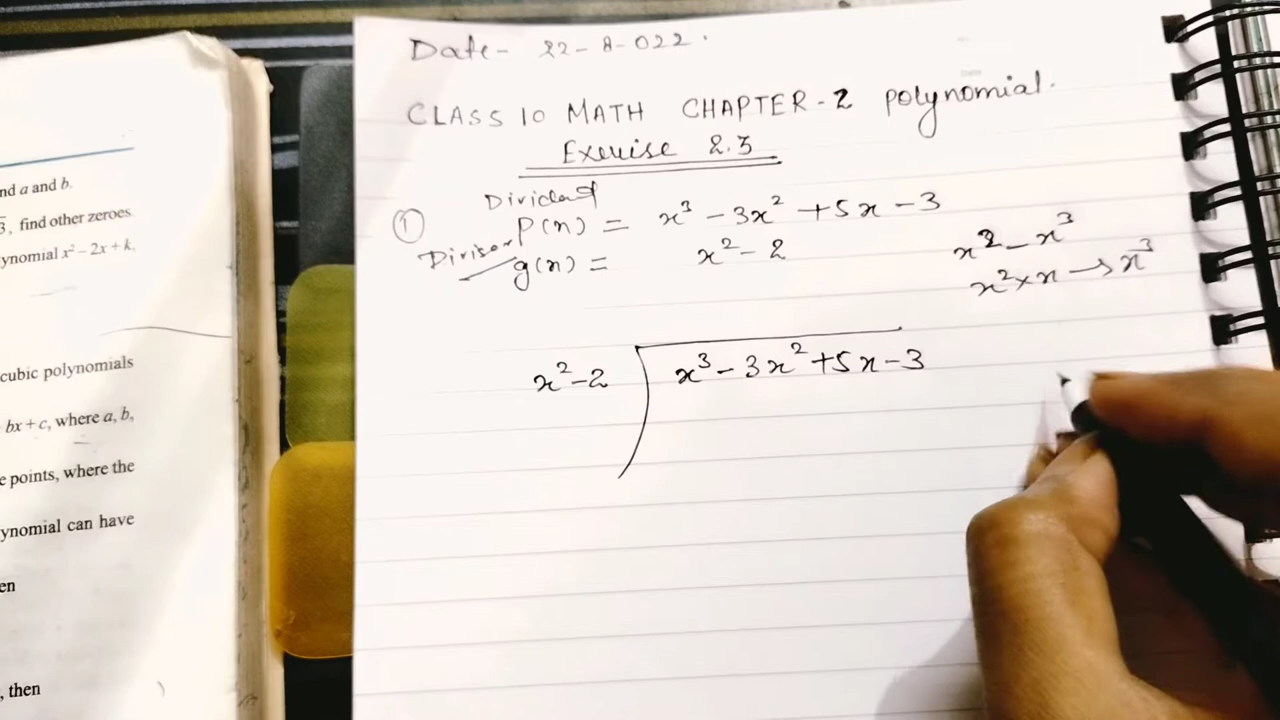 nd a and b.
3, find other zeroes
ynomial x² – 2x + k,
cubic polynomials
bx + c, where a, b,
e points, where the
ynomial can have
en
, then
Date - 22-8-022.
CLASS 10 MATH CHAPTER-2 polynomial.
Exercise 2.3
Dividend
① P(x) = x³ - 3x² + 5x - 3
Divisor g(x) = x² - 2
x² - x³
x² × x → x³
x² - 2 ) x³ - 3x² + 5x - 3